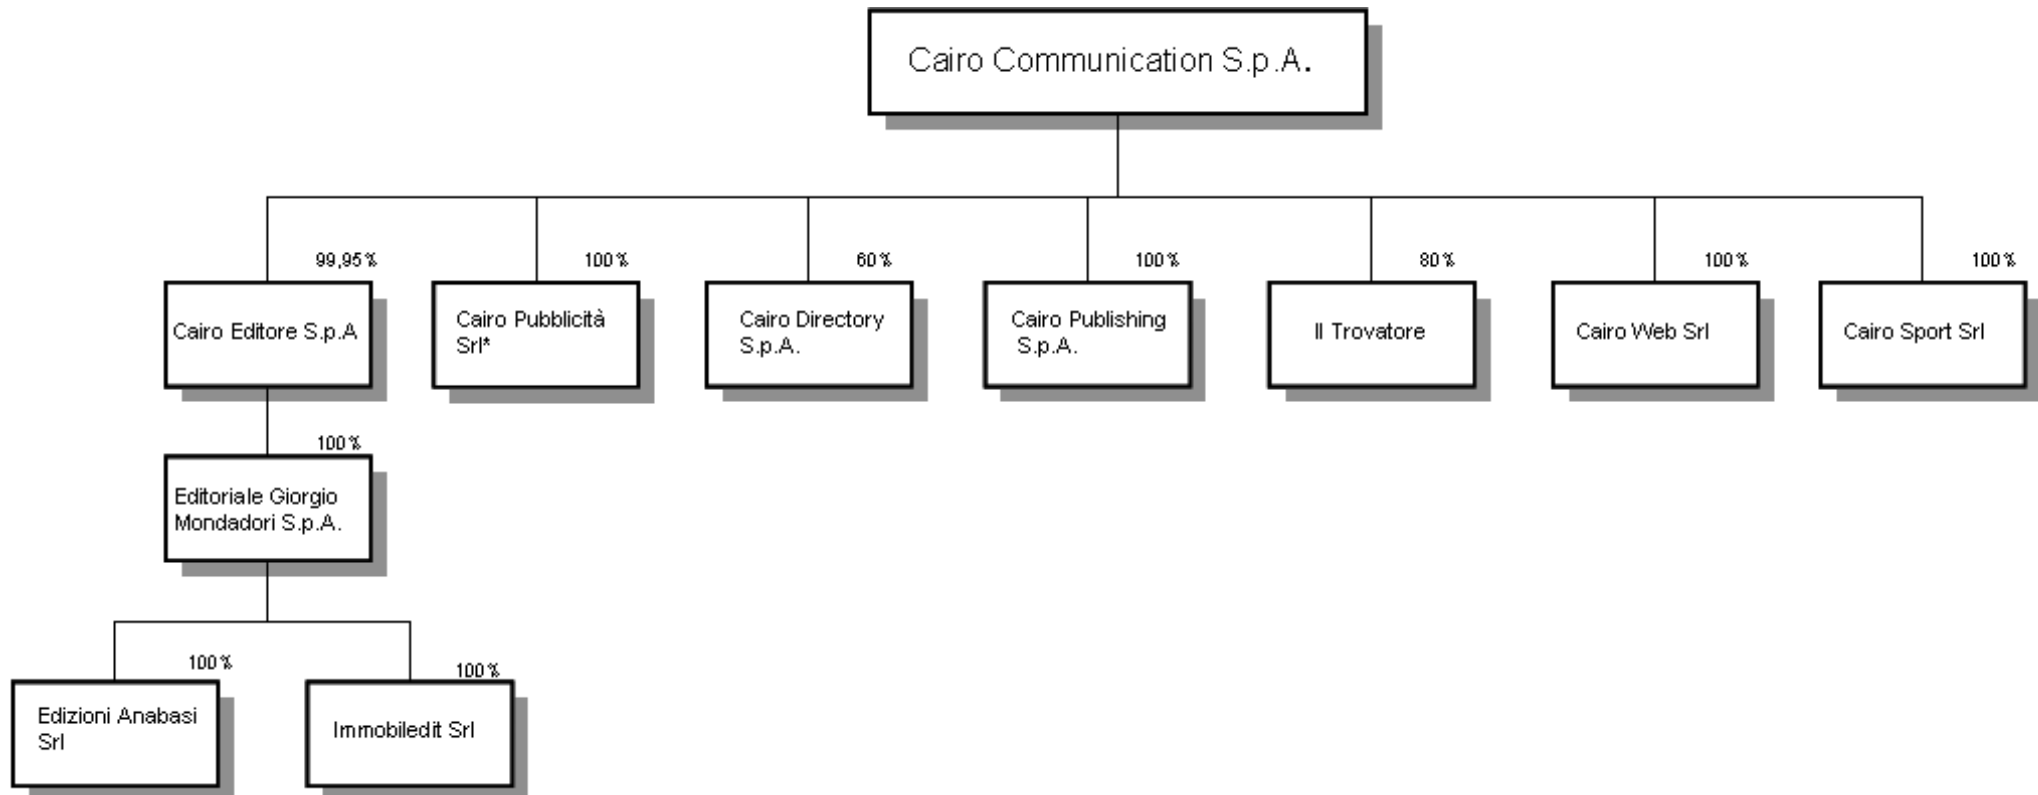 Cairo Communication S.p.A.
99,95%
100%
60%
100%
80%
100%
100%
Cairo Editore S.p.A
Cairo Pubblicità
Srl*
Cairo Directory
S.p.A.
Cairo Publishing
S.p.A.
Il Trovatore
Cairo Web Srl
Cairo Sport Srl
100%
Editoriale Giorgio
Mondadori S.p.A.
100%
100%
Edizioni Anabasi
Srl
Immobiledit Srl